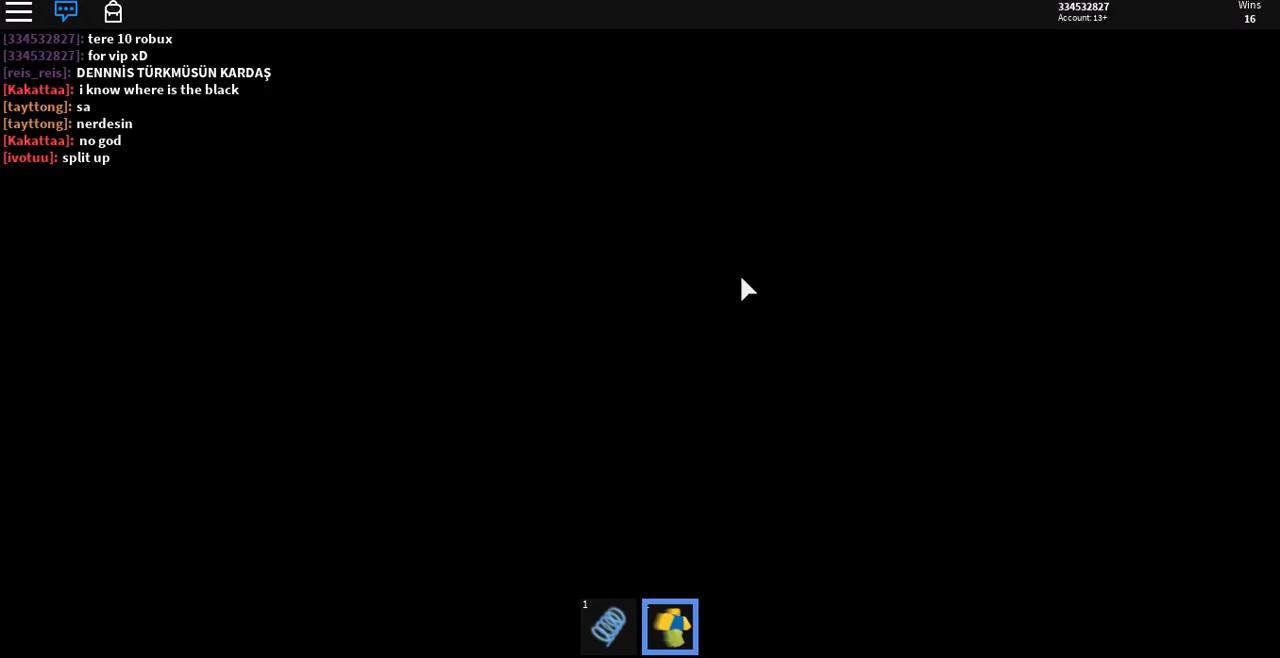 334532827
Account: 13+
Wins
16
[334532827]: tere 10 robux
[334532827]: for vip xD
[reis_reis]: DENNNİS TÜRKMÜSÜN KARDAŞ
[Kakattaa]: i know where is the black
[tayttong]: sa
[tayttong]: nerdesin
[Kakattaa]: no god
[ivotuu]: split up
1